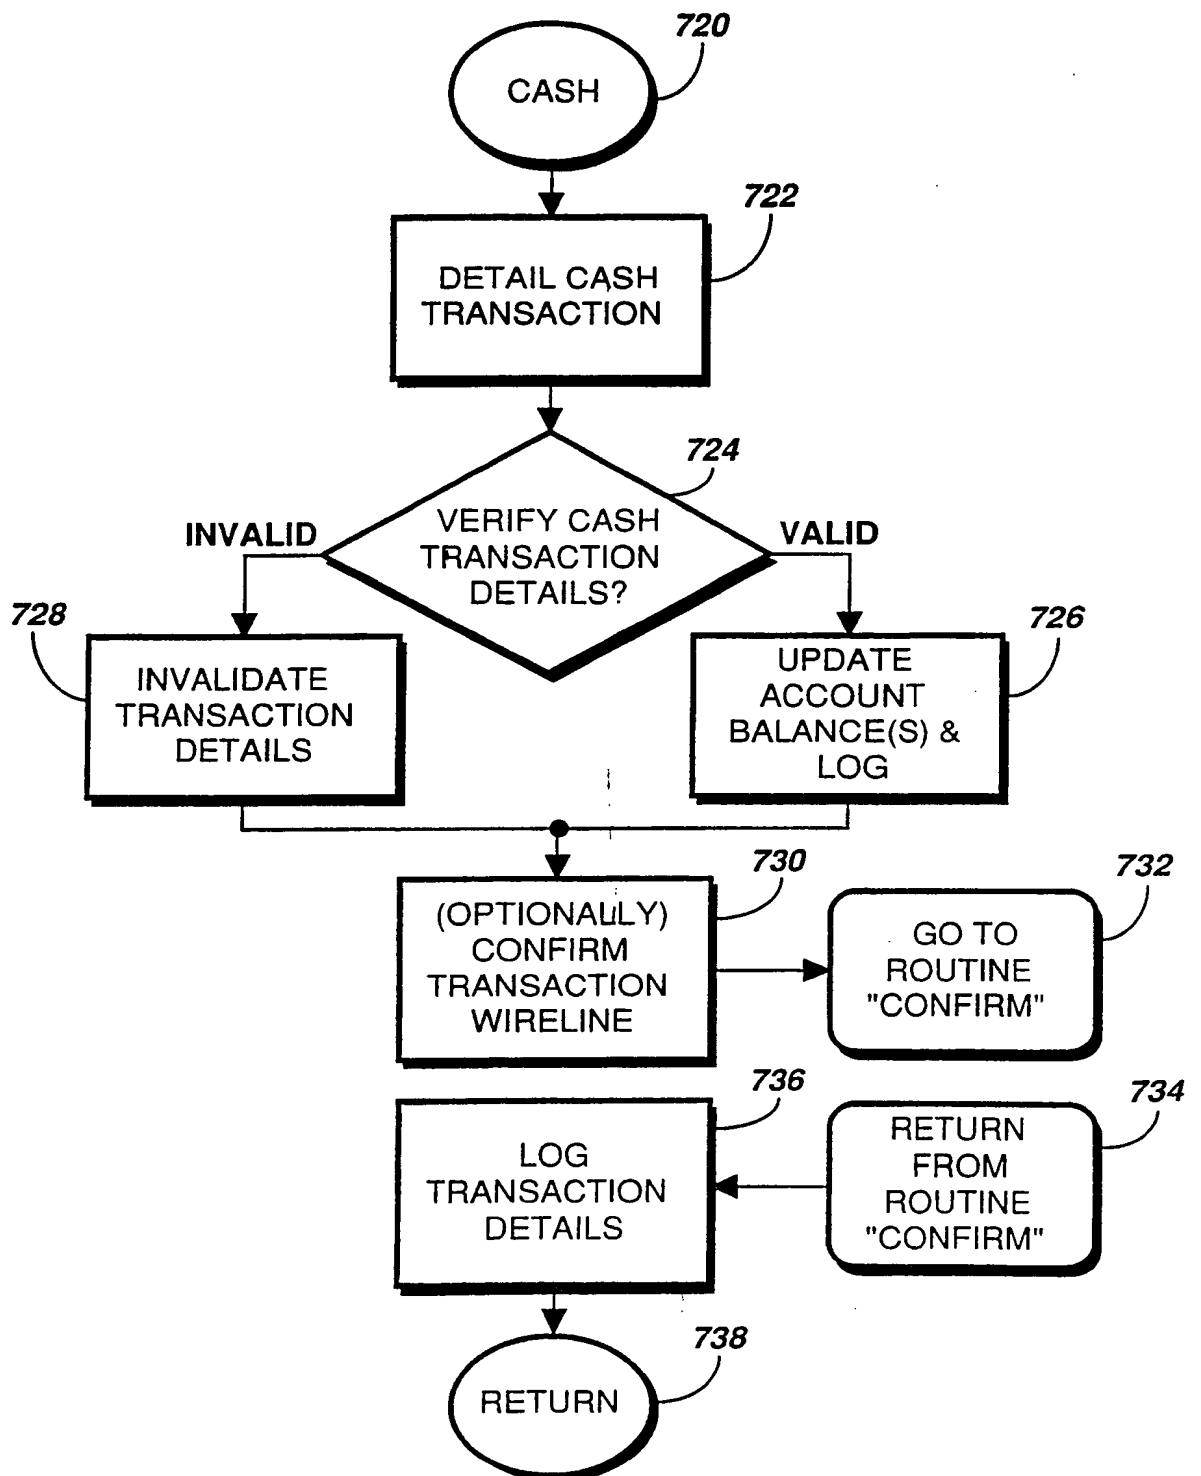 720
CASH
722
DETAIL CASH
TRANSACTION
724
INVALID
VERIFY CASH
TRANSACTION
DETAILS?
VALID
728
726
INVALIDATE
TRANSACTION
DETAILS
UPDATE
ACCOUNT
BALANCE(S) &
LOG
730
732
(OPTIONALLY)
CONFIRM
TRANSACTION
WIRELINE
GO TO
ROUTINE
"CONFIRM"
736
734
LOG
TRANSACTION
DETAILS
RETURN
FROM
ROUTINE
"CONFIRM"
738
RETURN